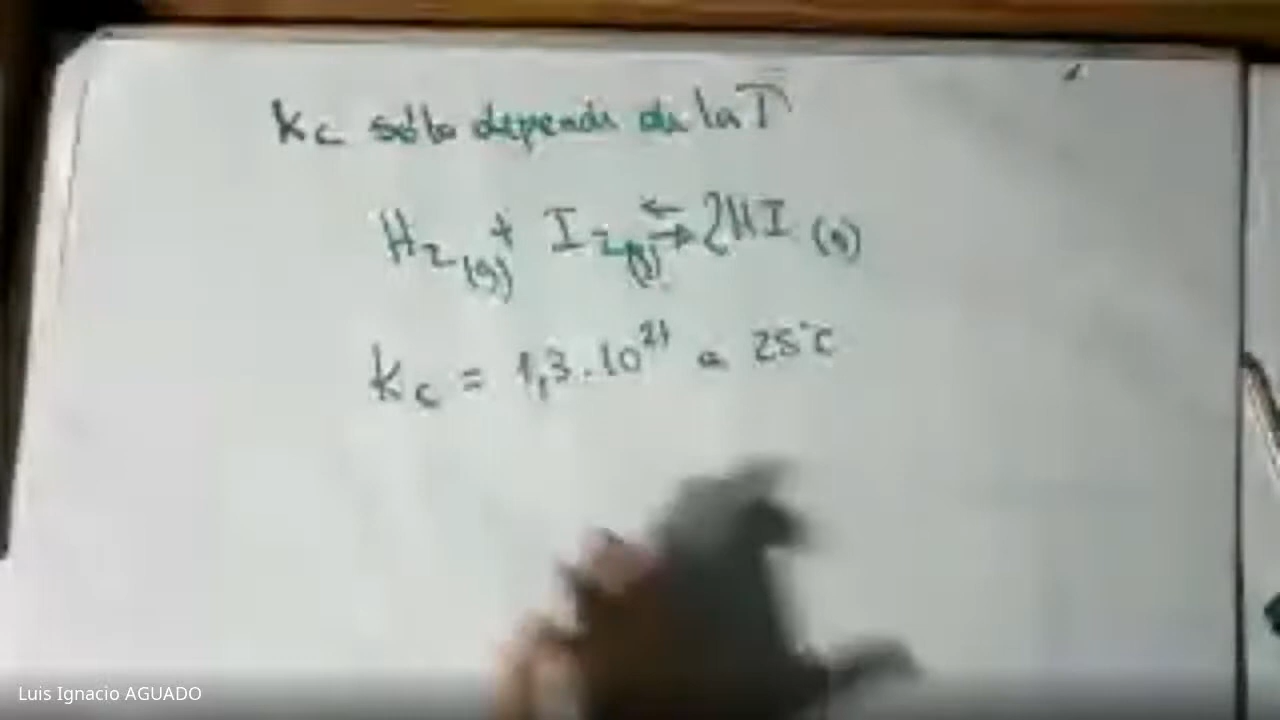 Kc sólo depende de la T
H2(g) + I2(g) ⇄ 2HI (g)
Kc = 1,3.10^21 a 25°C
Luis Ignacio AGUADO